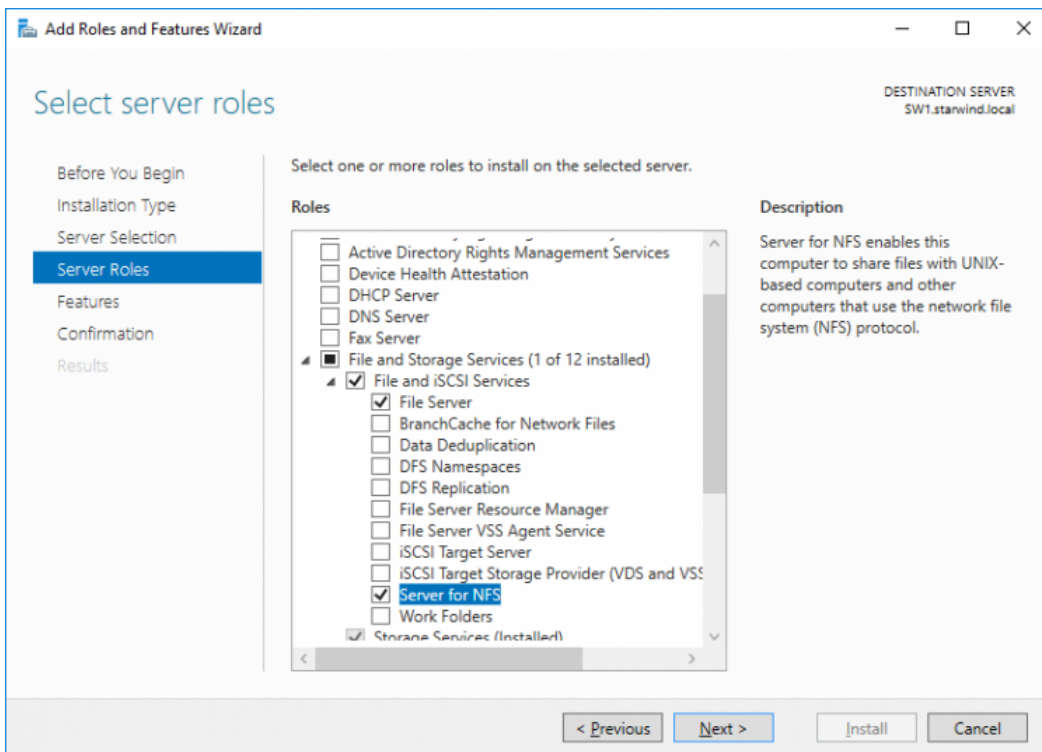 Add Roles and Features Wizard
Select server roles
DESTINATION SERVER
SW1.starwind.local
Before You Begin
Installation Type
Server Selection
Server Roles
Features
Confirmation
Results
Select one or more roles to install on the selected server.
Roles
Active Directory Rights Management Services
Device Health Attestation
DHCP Server
DNS Server
Fax Server
File and Storage Services (1 of 12 installed)
File and iSCSI Services
File Server
BranchCache for Network Files
Data Deduplication
DFS Namespaces
DFS Replication
File Server Resource Manager
File Server VSS Agent Service
iSCSI Target Server
iSCSI Target Storage Provider (VDS and VSS
Server for NFS
Work Folders
Storage Services (Installed)
Description
Server for NFS enables this
computer to share files with UNIX-
based computers and other
computers that use the network file
system (NFS) protocol.
< Previous
Next >
Install
Cancel